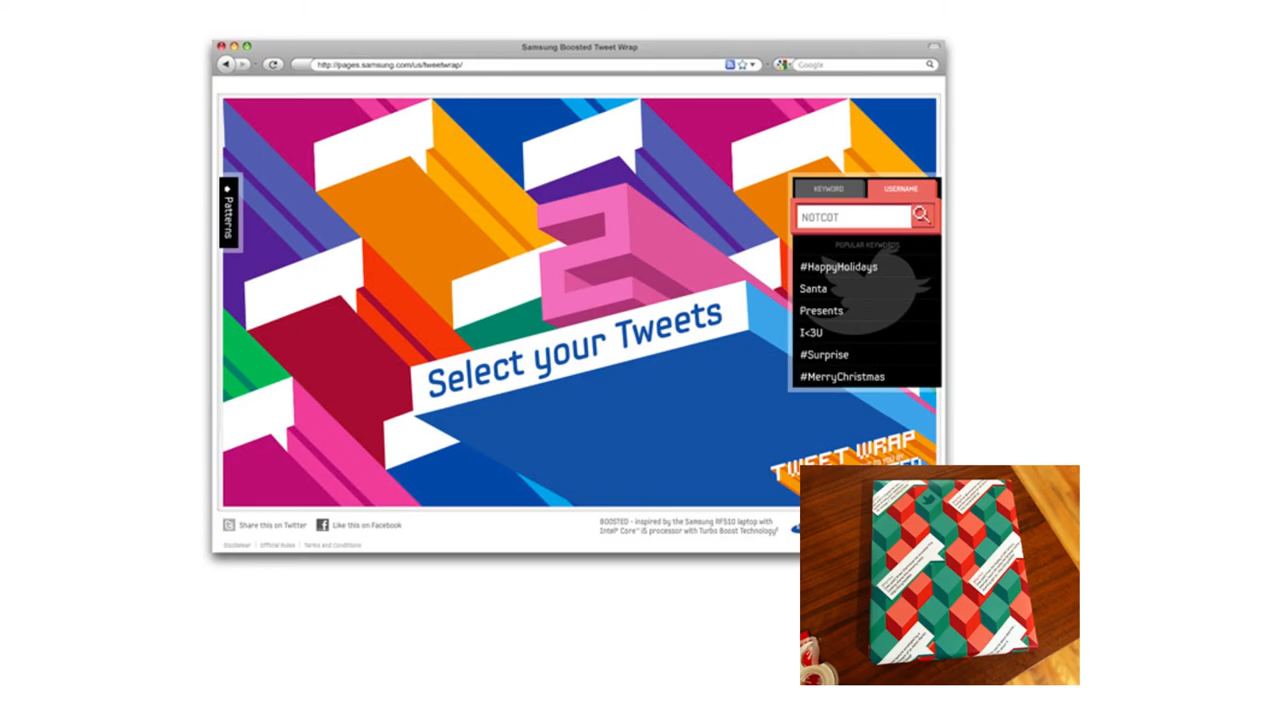 Samsung Boosted Tweet Wrap
http://pages.samsung.com/us/tweetwrap/
Google
Patterns
2
Select your Tweets
KEYWORD
USERNAME
NOTCOT
POPULAR KEYWORDS
#HappyHolidays
Santa
Presents
I<3U
#Surprise
#MerryChristmas
TWEET WRAP
Share this on Twitter
Like this on Facebook
BOOSTED - inspired by the Samsung RF510 laptop with
Intel® Core™ i5 processor with Turbo Boost Technology!
Disclaimer | Official Rules | Terms and Conditions